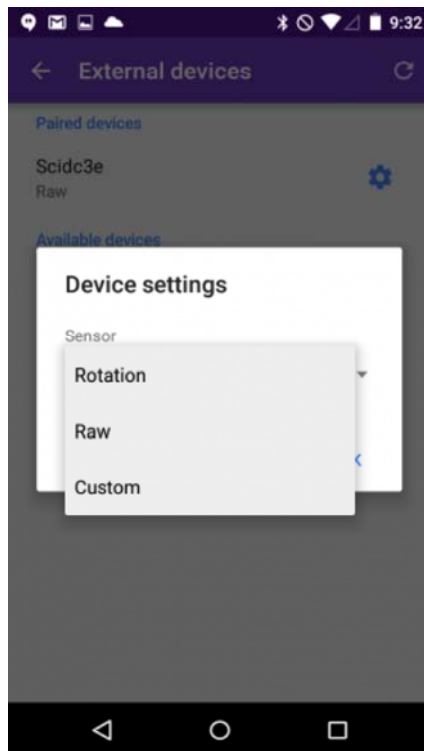 9:32
External devices
Paired devices
Scidc3e
Raw
Available devices
Device settings
Sensor
Rotation
Raw
Custom